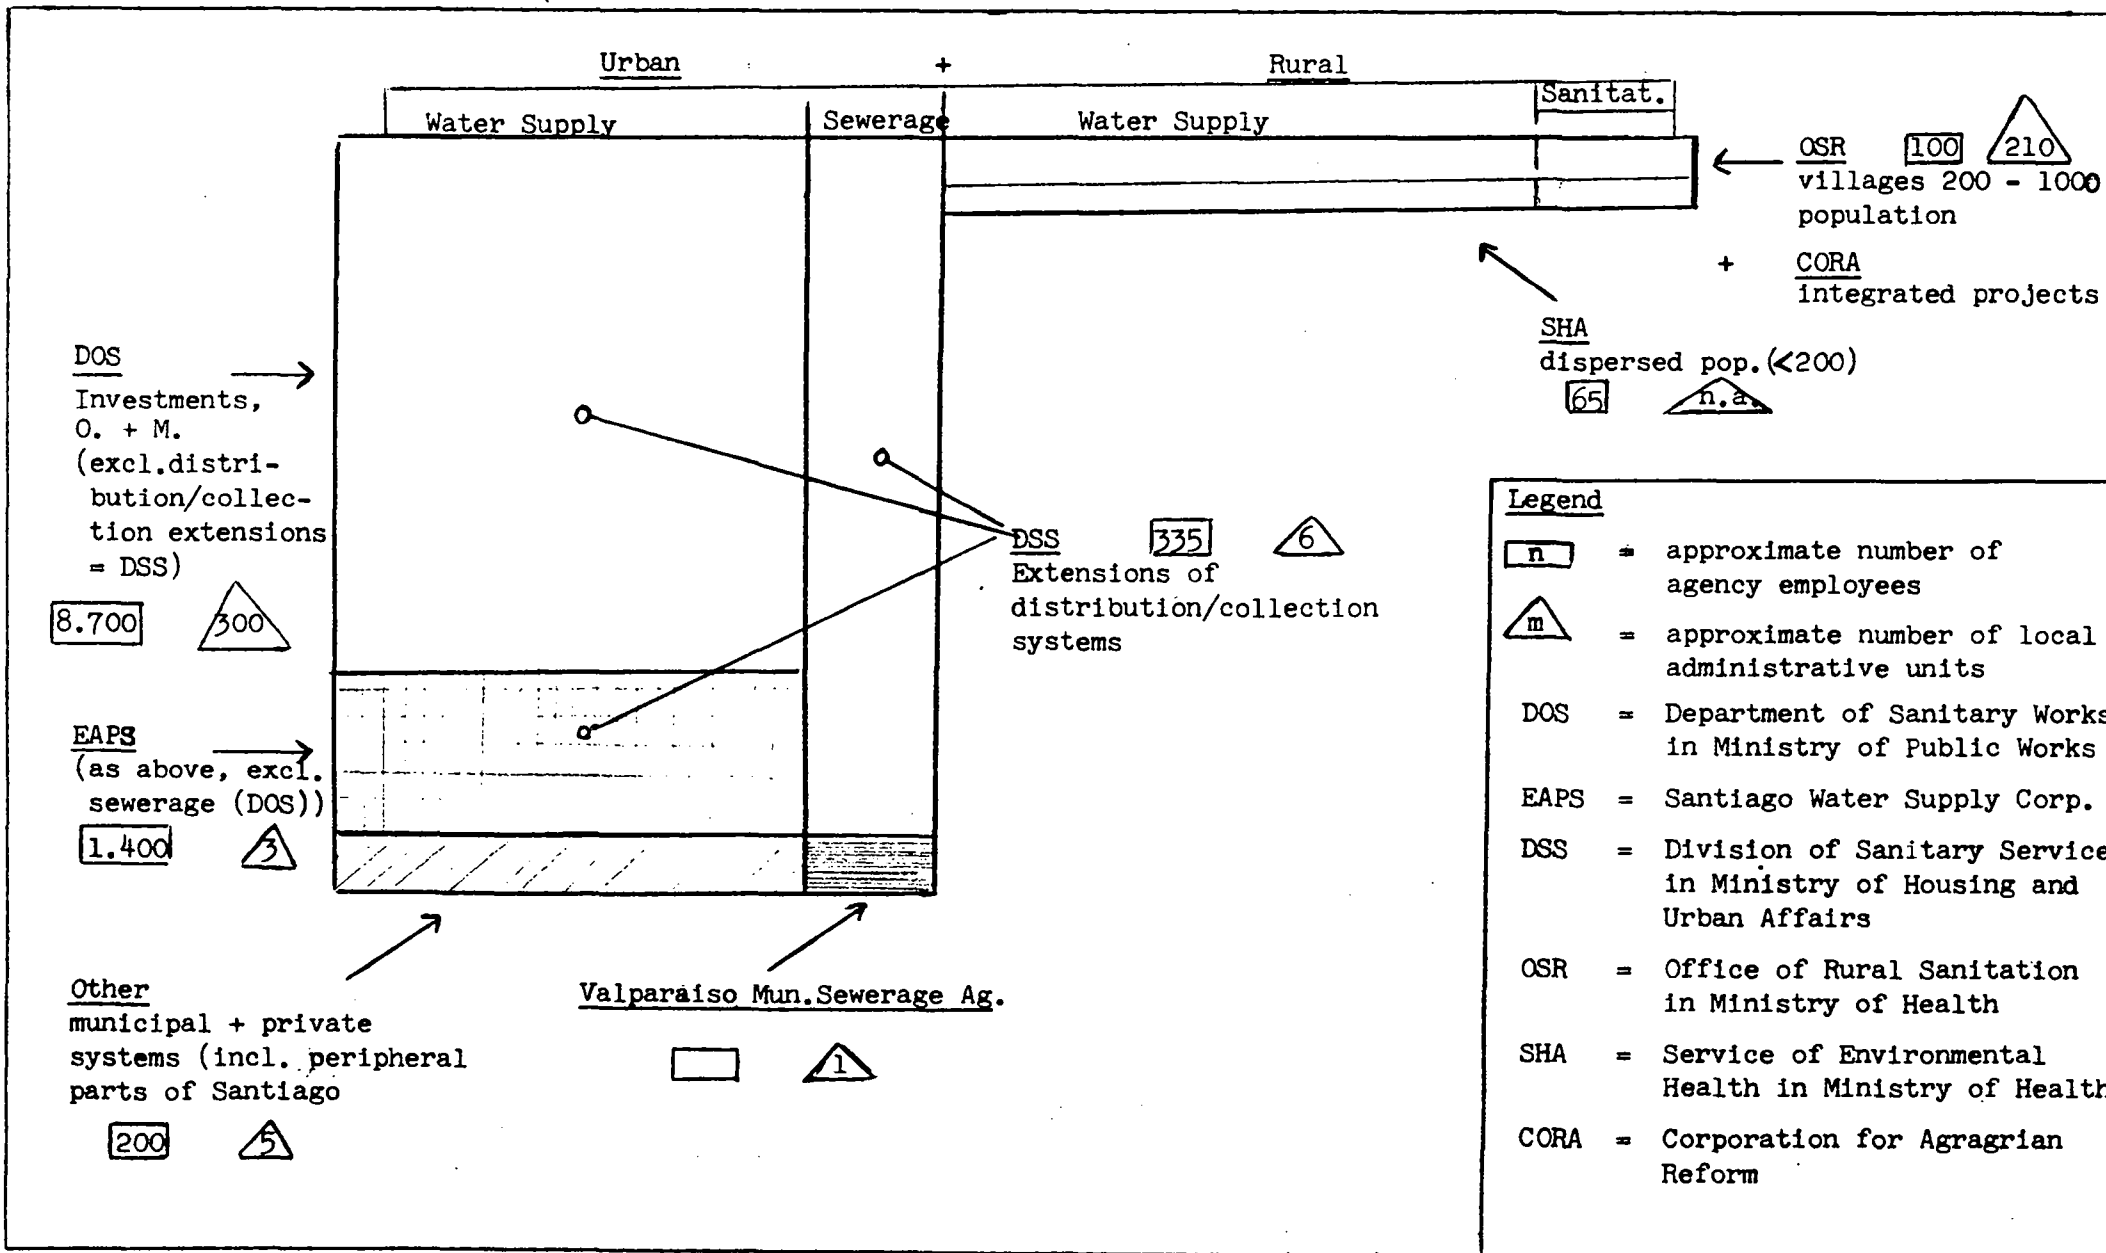 Urban + Rural
Water Supply Sewerage Water Supply Sanitat.
OSR 100 210
villages 200 - 1000
population
+ CORA
integrated projects
SHA
dispersed pop.(<200)
65 n.a.
DOS
Investments,
O. + M.
(excl.distri-
bution/collec-
tion extensions
= DSS)
8.700 300
DSS 335 6
Extensions of
distribution/collection
systems
EAPS
(as above, excl.
sewerage (DOS))
1.400 3
Other
municipal + private
systems (incl. peripheral
parts of Santiago
200 5
Valparaiso Mun.Sewerage Ag.
1
Legend
n = approximate number of
agency employees
m = approximate number of local
administrative units
DOS = Department of Sanitary Works
in Ministry of Public Works
EAPS = Santiago Water Supply Corp.
DSS = Division of Sanitary Service
in Ministry of Housing and
Urban Affairs
OSR = Office of Rural Sanitation
in Ministry of Health
SHA = Service of Environmental
Health in Ministry of Health
CORA = Corporation for Agragrian
Reform